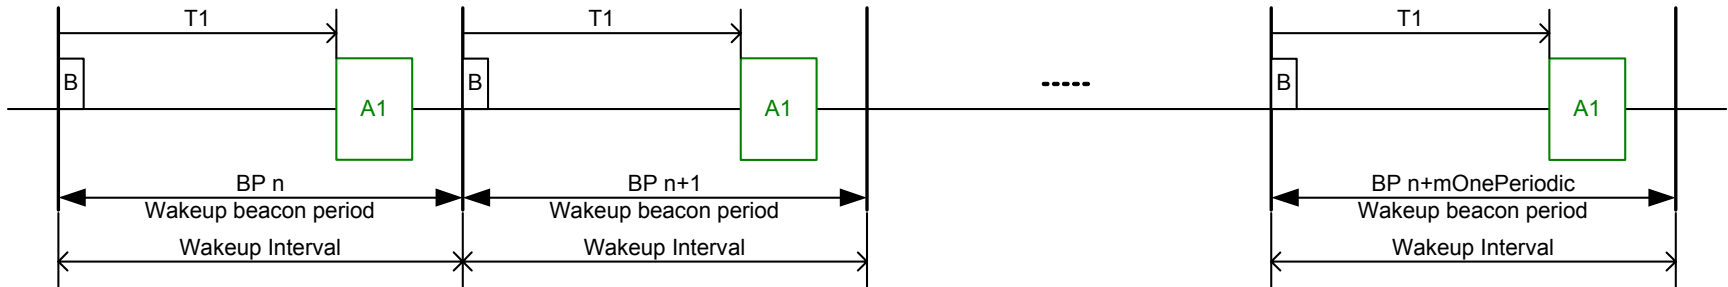 T1
T1
T1
B
B
B
A1
A1
A1
-----
BP n
BP n+1
BP n+mOnePeriodic
Wakeup beacon period
Wakeup beacon period
Wakeup beacon period
Wakeup Interval
Wakeup Interval
Wakeup Interval